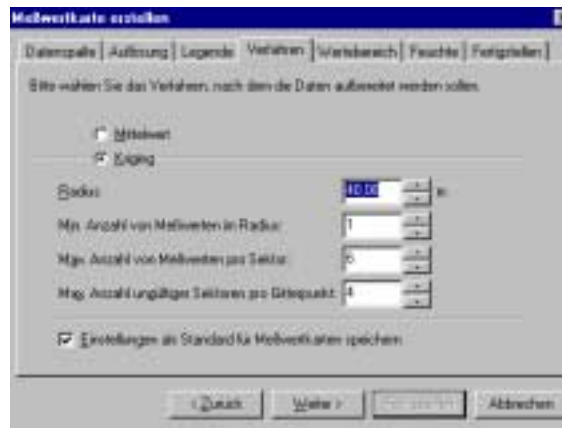 Meßwertkarte erstellen
Datenspalte Auflösung Legende Verfahren Wertebereich Feuchte Fertigstellen
Bitte wählen Sie das Verfahren, nach dem die Daten aufbereitet werden sollen.
Mittelwert
Kriging
Radius: 40,00 m
Min. Anzahl von Meßwerten im Radius: 1
Max. Anzahl von Meßwerten pro Sektor: 6
Max. Anzahl ungültiger Sektoren pro Gitterpunkt: 4
Einstellungen als Standard für Meßwertkarten speichern
< Zurück Weiter > Abbrechen